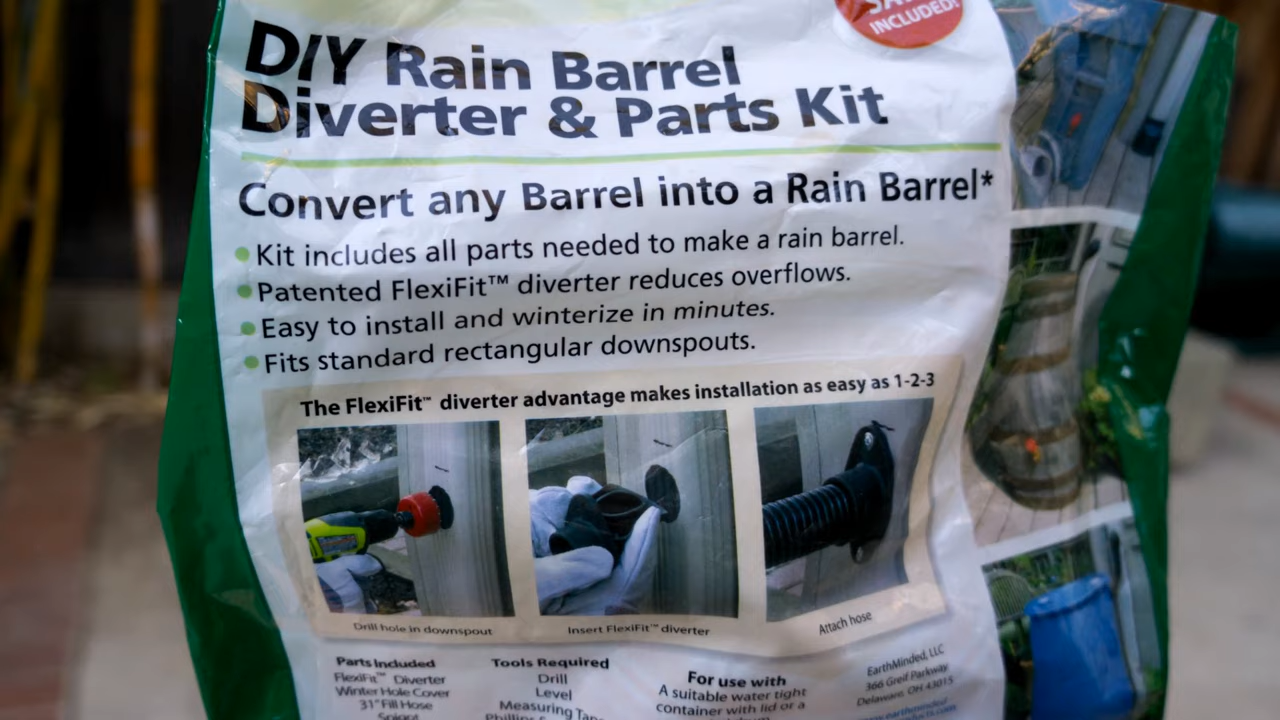 INCLUDED!
DIY Rain Barrel
Diverter & Parts Kit
Convert any Barrel into a Rain Barrel*
Kit includes all parts needed to make a rain barrel.
Patented FlexiFit™ diverter reduces overflows.
Easy to install and winterize in minutes.
Fits standard rectangular downspouts.
The FlexiFit™ diverter advantage makes installation as easy as 1-2-3
Drill hole in downspout
Insert FlexiFit™ diverter
Attach hose
Parts Included
FlexiFit™ Diverter
Winter Hole Cover
31" Fill Hose
Spigot
Tools Required
Drill
Level
Measuring Tape
For use with
A suitable water tight
container with lid or a
EarthMinded, LLC
366 Greif Parkway
Delaware, OH 43015